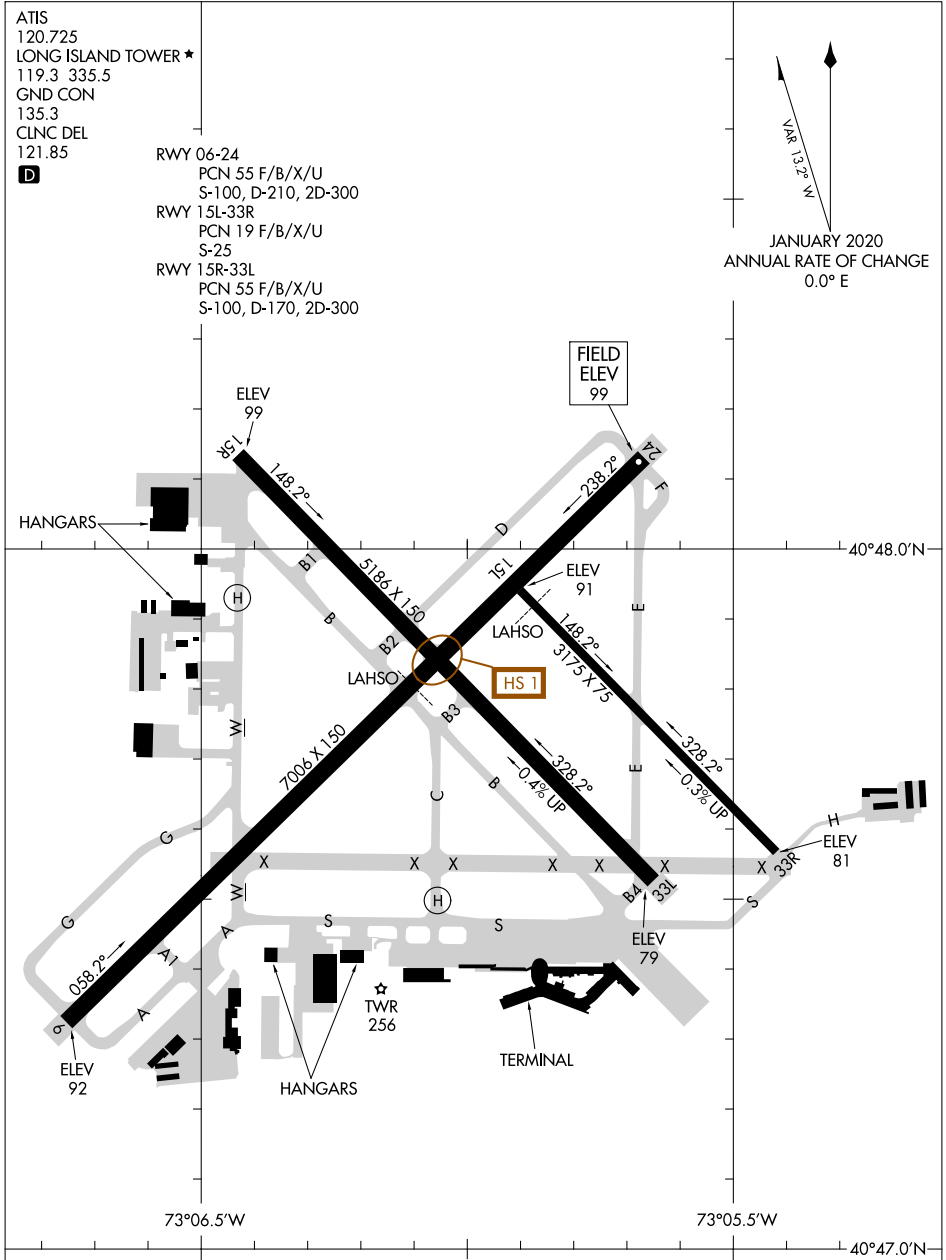 ATIS
120.725
LONG ISLAND TOWER ★
119.3 335.5
GND CON
135.3
CLNC DEL
121.85
D
RWY 06-24
PCN 55 F/B/X/U
S-100, D-210, 2D-300
RWY 15L-33R
PCN 19 F/B/X/U
S-25
RWY 15R-33L
PCN 55 F/B/X/U
S-100, D-170, 2D-300
VAR 13.2° W
JANUARY 2020
ANNUAL RATE OF CHANGE
0.0° E
FIELD
ELEV
99
ELEV
99
15R
24
148.2°
238.2°
F
HANGARS
D
40°48.0'N
B1
5186 X 150
15L
ELEV
91
H
B
E
LAHSO
148.2°
3175 X 75
B2
LAHSO
HS 1
B3
W
7006 X 150
328.2°
0.4% UP
328.2°
0.3% UP
E
B
C
G
H
ELEV
81
X
X
X
X
X
X
X
33R
W
H
B4
33L
S
G
A
S
S
ELEV
79
A1
058.2°
A
TWR
256
6
ELEV
92
HANGARS
TERMINAL
73°06.5'W
73°05.5'W
40°47.0'N